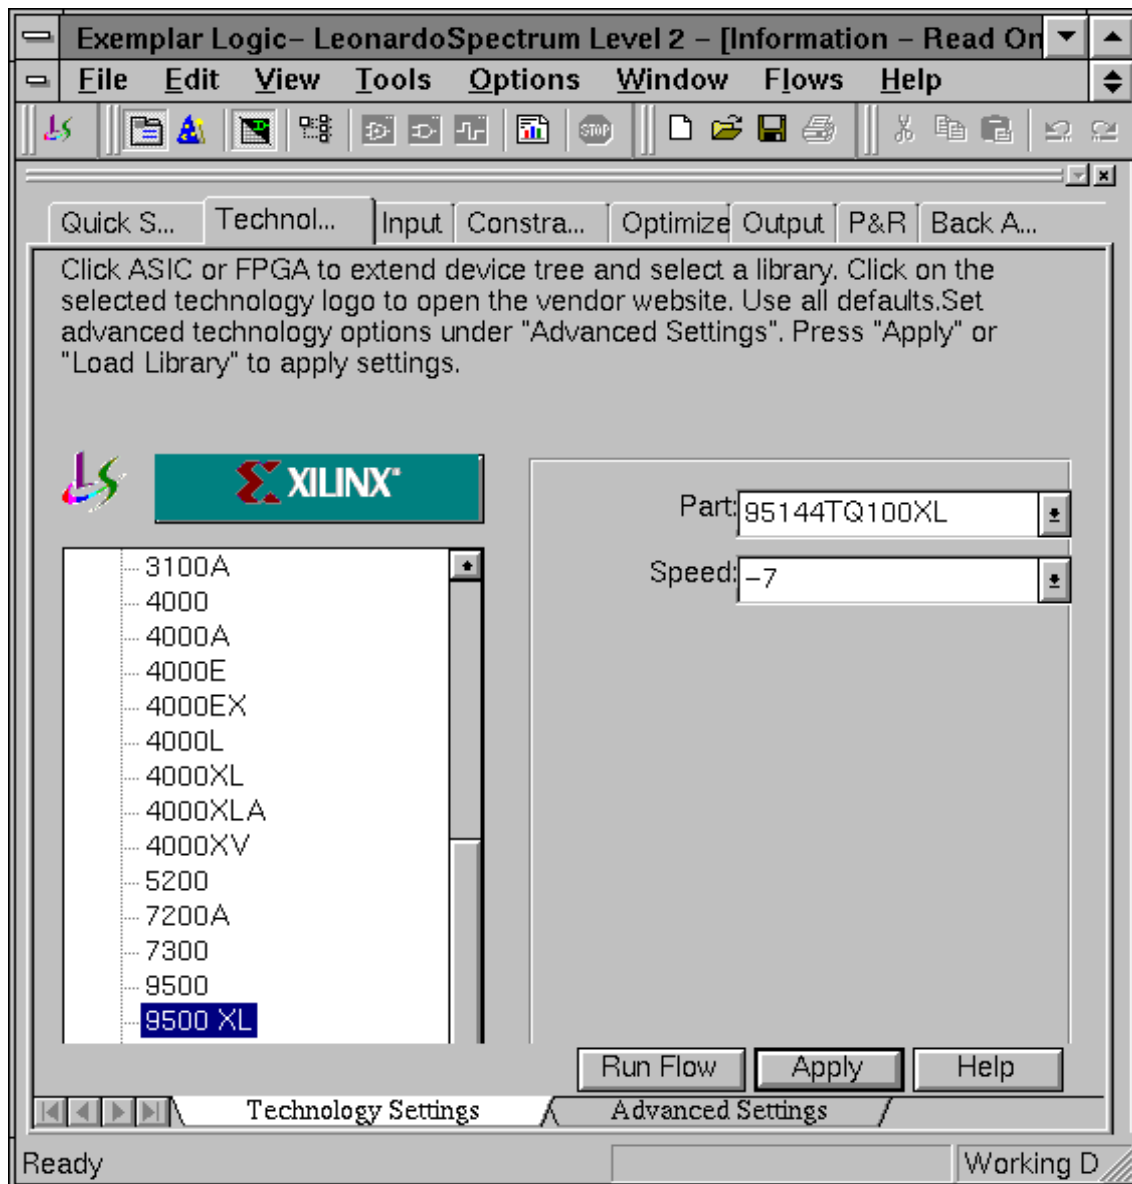 Exemplar Logic– LeonardoSpectrum Level 2 – [Information – Read On
File Edit View Tools Options Window Flows Help
STOP
Quick S... Technol... Input Constra... Optimize Output P&R Back A...
Click ASIC or FPGA to extend device tree and select a library. Click on the
selected technology logo to open the vendor website. Use all defaults.Set
advanced technology options under "Advanced Settings". Press "Apply" or
"Load Library" to apply settings.
LS XILINX®
Part: 95144TQ100XL
Speed: –7
3100A
4000
4000A
4000E
4000EX
4000L
4000XL
4000XLA
4000XV
5200
7200A
7300
9500
9500 XL
Run Flow Apply Help
Technology Settings Advanced Settings
Ready Working D